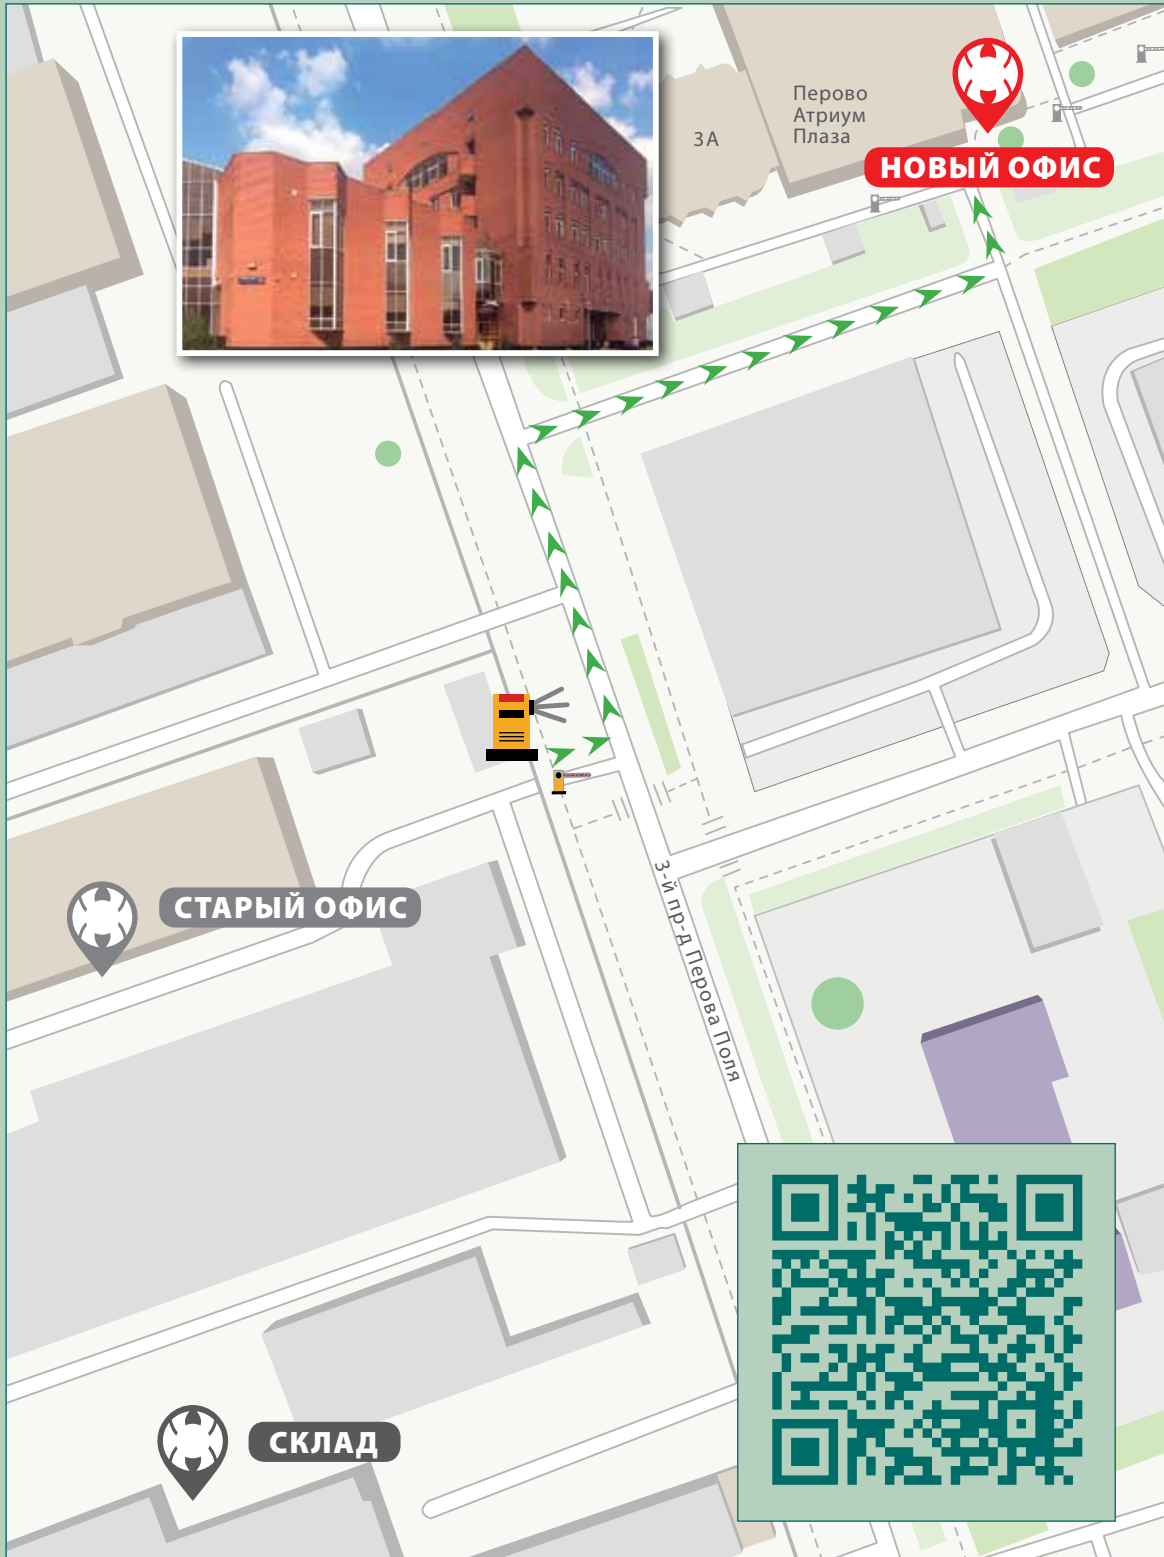 3А
Перово
Атриум
Плаза
НОВЫЙ ОФИС
СТАРЫЙ ОФИС
3-й пр-д Перова Поля
СКЛАД